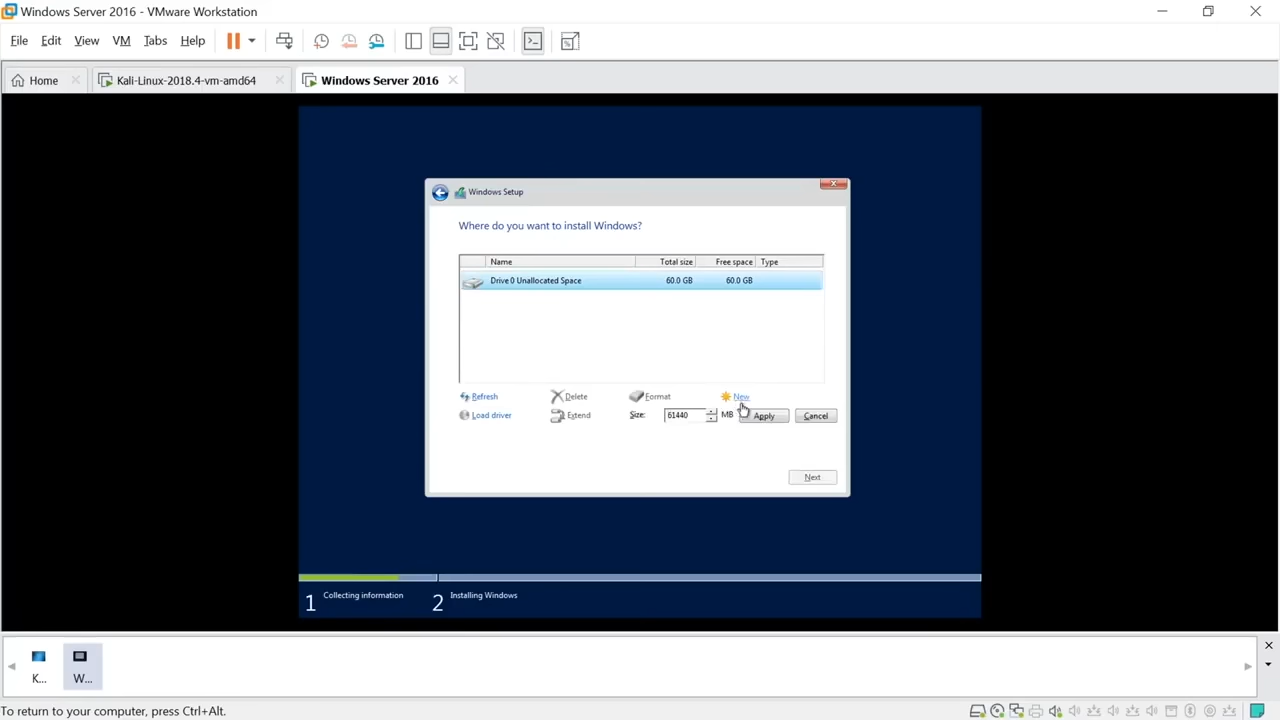 Windows Server 2016 - VMware Workstation
File Edit View VM Tabs Help
Home Kali-Linux-2018.4-vm-amd64 Windows Server 2016
Windows Setup
Where do you want to install Windows?
Name Total size Free space Type
Drive 0 Unallocated Space 60.0 GB 60.0 GB
Refresh Delete Format New
Load driver Extend Size: 61440 MB Apply Cancel
Next
1 Collecting information 2 Installing Windows
K... W...
To return to your computer, press Ctrl+Alt.